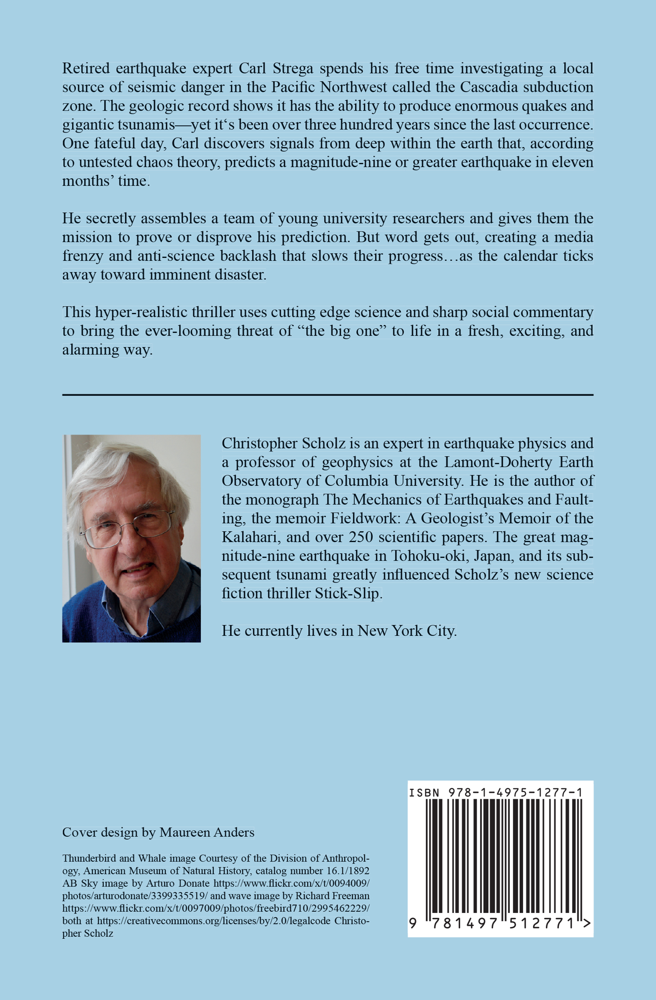 Retired earthquake expert Carl Strega spends his free time investigating a local
source of seismic danger in the Pacific Northwest called the Cascadia subduction
zone. The geologic record shows it has the ability to produce enormous quakes and
gigantic tsunamis—yet it‘s been over three hundred years since the last occurrence.
One fateful day, Carl discovers signals from deep within the earth that, according
to untested chaos theory, predicts a magnitude-nine or greater earthquake in eleven
months’ time.
He secretly assembles a team of young university researchers and gives them the
mission to prove or disprove his prediction. But word gets out, creating a media
frenzy and anti-science backlash that slows their progress…as the calendar ticks
away toward imminent disaster.
This hyper-realistic thriller uses cutting edge science and sharp social commentary
to bring the ever-looming threat of “the big one” to life in a fresh, exciting, and
alarming way.
Christopher Scholz is an expert in earthquake physics and
a professor of geophysics at the Lamont-Doherty Earth
Observatory of Columbia University. He is the author of
the monograph The Mechanics of Earthquakes and Fault-
ing, the memoir Fieldwork: A Geologist’s Memoir of the
Kalahari, and over 250 scientific papers. The great mag-
nitude-nine earthquake in Tohoku-oki, Japan, and its sub-
sequent tsunami greatly influenced Scholz’s new science
fiction thriller Stick-Slip.
He currently lives in New York City.
Cover design by Maureen Anders
Thunderbird and Whale image Courtesy of the Division of Anthropol-
ogy, American Museum of Natural History, catalog number 16.1/1892
AB Sky image by Arturo Donate https://www.flickr.com/x/t/0094009/
photos/arturodonate/3399335519/ and wave image by Richard Freeman
https://www.flickr.com/x/t/0097009/photos/freebird710/2995462229/
both at https://creativecommons.org/licenses/by/2.0/legalcode Christo-
pher Scholz
ISBN 978-1-4975-1277-1
9 781497 512771 >